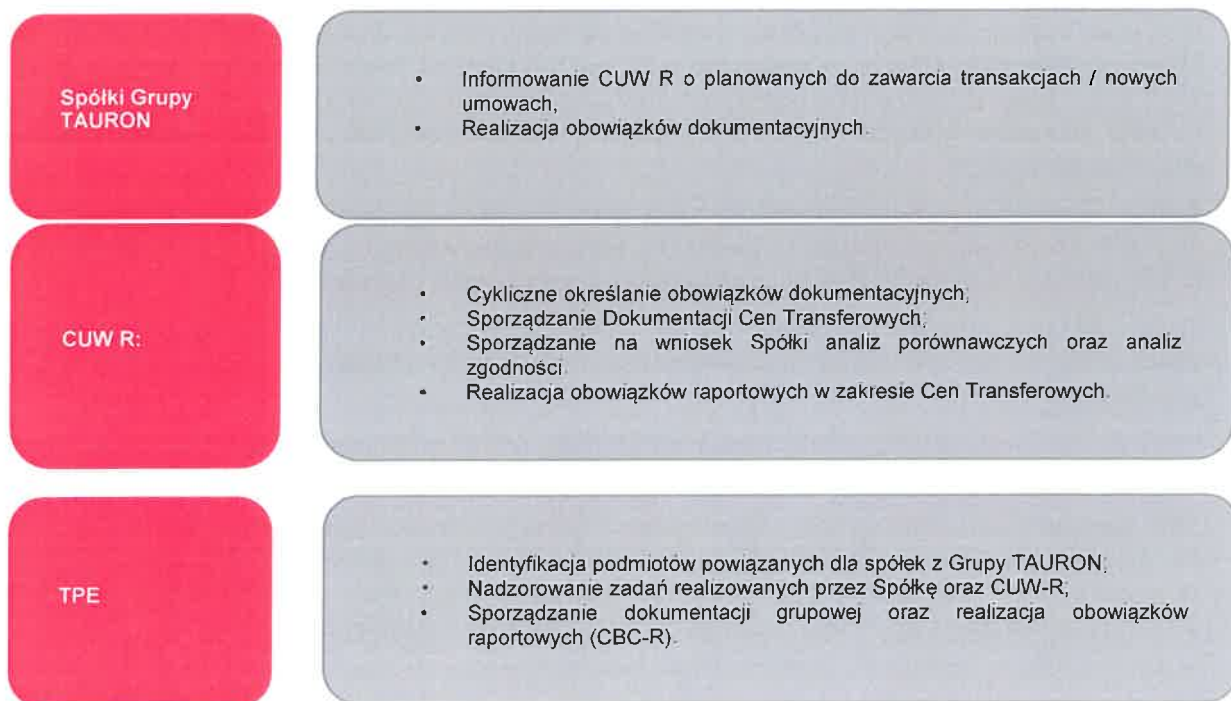 Spółki Grupy
TAURON
• Informowanie CUW R o planowanych do zawarcia transakcjach / nowych
umowach,
• Realizacja obowiązków dokumentacyjnych.
CUW R:
• Cykliczne określanie obowiązków dokumentacyjnych;
• Sporządzanie Dokumentacji Cen Transferowych;
• Sporządzanie na wniosek Spółki analiz porównawczych oraz analiz
zgodności.
• Realizacja obowiązków raportowych w zakresie Cen Transferowych.
TPE
• Identyfikacja podmiotów powiązanych dla spółek z Grupy TAURON;
• Nadzorowanie zadań realizowanych przez Spółkę oraz CUW-R;
• Sporządzanie dokumentacji grupowej oraz realizacja obowiązków
raportowych (CBC-R).